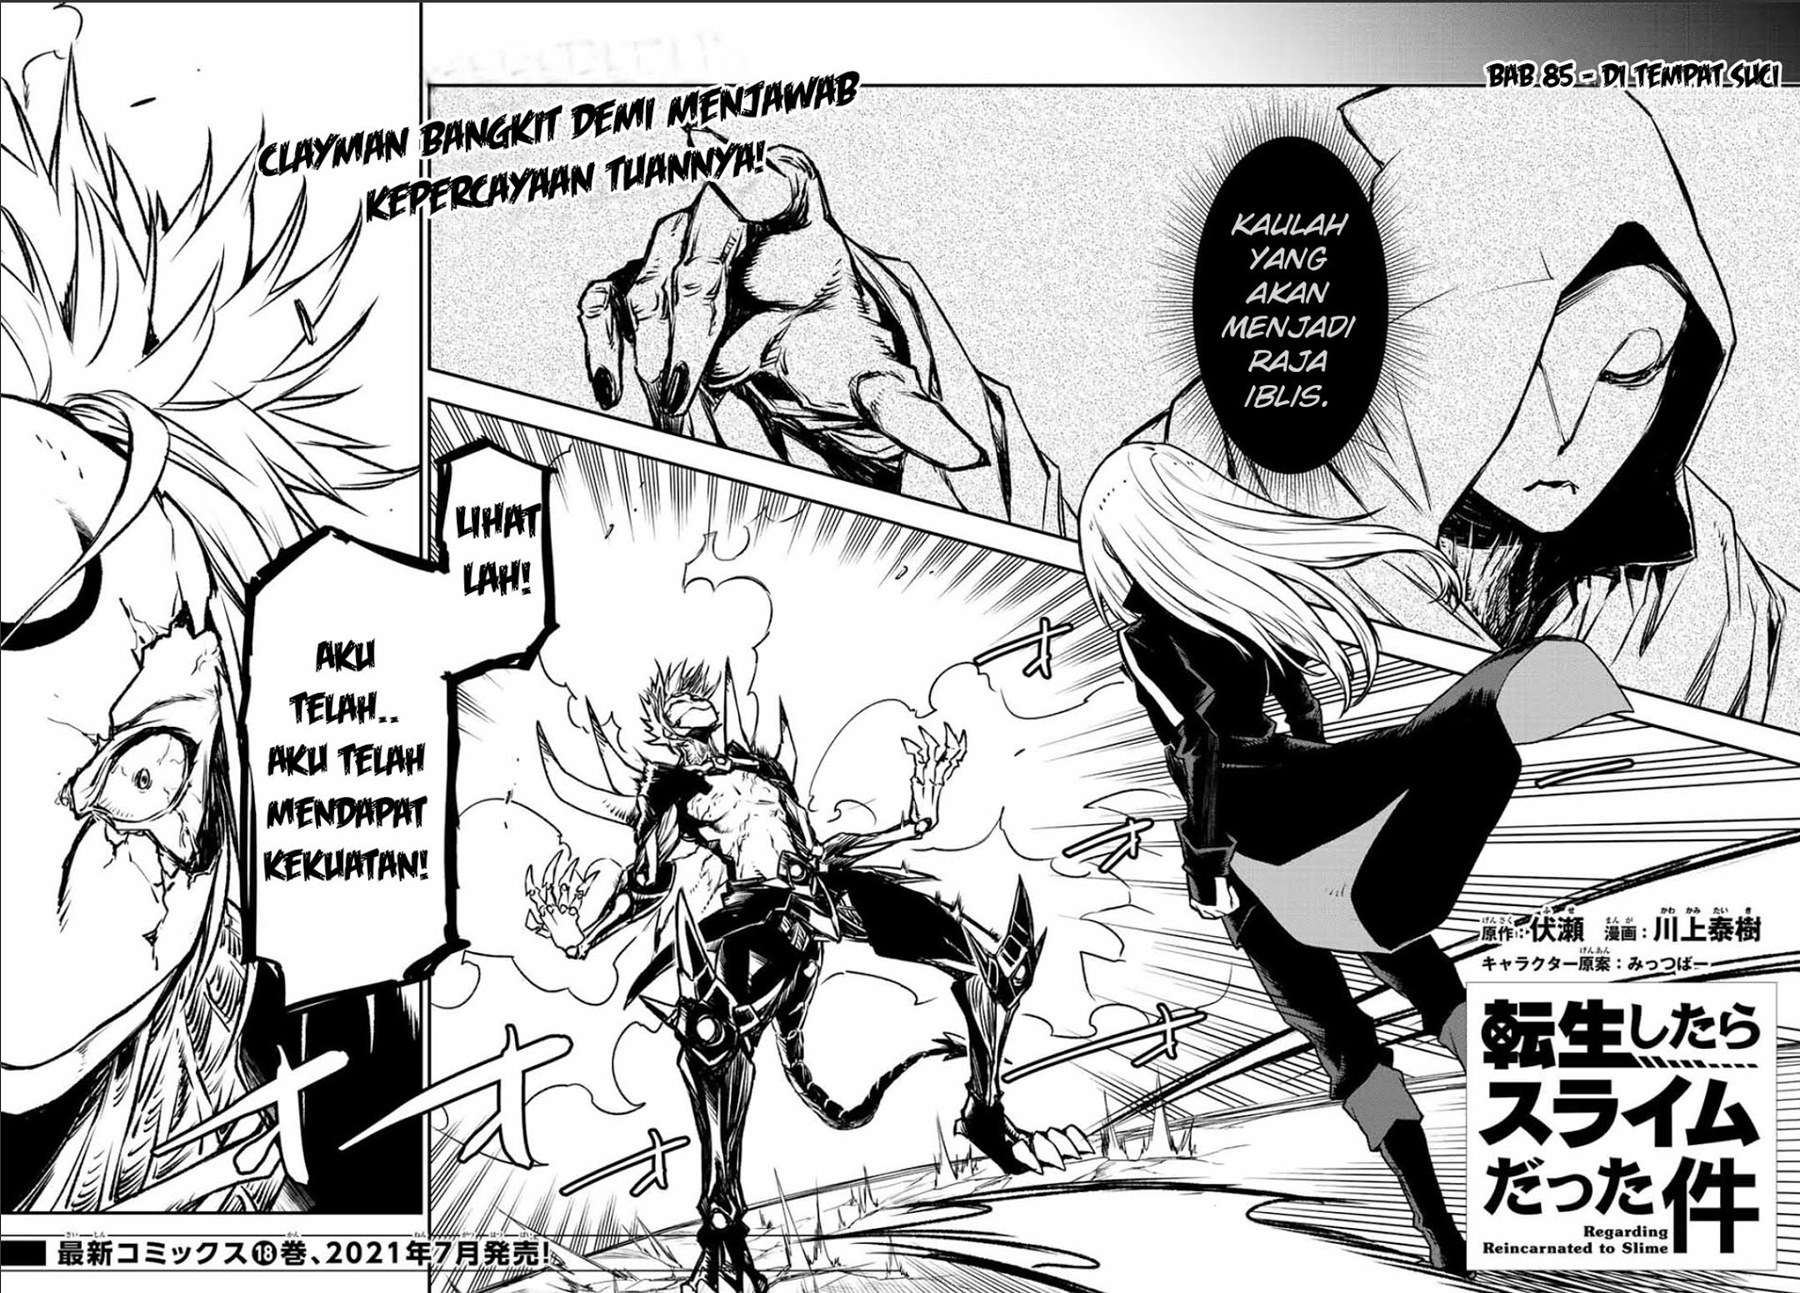 BAB 85 - DI TEMPAT SUCI
KAULAH
YANG
AKAN
MENJADI
RAJA
IBLIS.
CLAYMAN BANGKIT DEMI MENJAWAB
KEPERCAYAAN TUANNYA!
LIHAT
LAH!
AKU
TELAH..
AKU TELAH
MENDAPAT
KEKUATAN!
オ
オ
オ
オ
オ
オ
オ
原作：伏瀬 漫画：川上泰樹
キャラクター原案：みっつばー
転生したら
スライム
だった件
Regarding
Reincarnated to Slime
最新コミックス⓲巻、2021年7月発売!